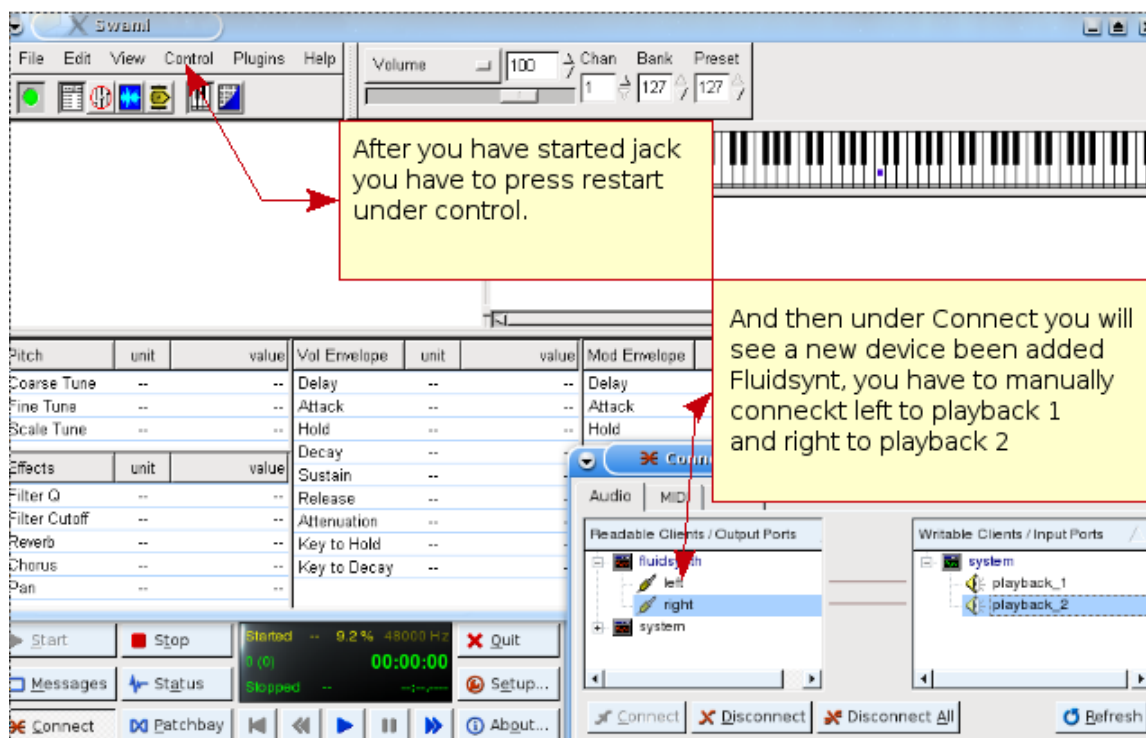 Swami
File Edit View Control Plugins Help
Volume 100
Chan Bank Preset
1 127 127
After you have started jack
you have to press restart
under control.
And then under Connect you will
see a new device been added
Fluidsynt, you have to manually
conneckt left to playback 1
and right to playback 2
Pitch unit value
Coarse Tune -- --
Fine Tune -- --
Scale Tune -- --
Effects unit value
Filter Q -- --
Filter Cutoff -- --
Reverb -- --
Chorus -- --
Pan -- --
Vol Envelope unit value
Delay -- --
Attack -- --
Hold -- --
Decay --
Sustain --
Release --
Attenuation --
Key to Hold --
Key to Decay --
Mod Envelope
Delay
Attack
Hold
Audio MIDI
Readable Clients / Output Ports
fluidsynth
left
right
system
Writable Clients / Input Ports
system
playback_1
playback_2
Connect Disconnect Disconnect All Refresh
Start Stop
Started -- 9.2 % 48000 Hz
0 (0) 00:00:00
Stopped -- --:--.----
Quit
Messages Status Setup...
Connect Patchbay About...